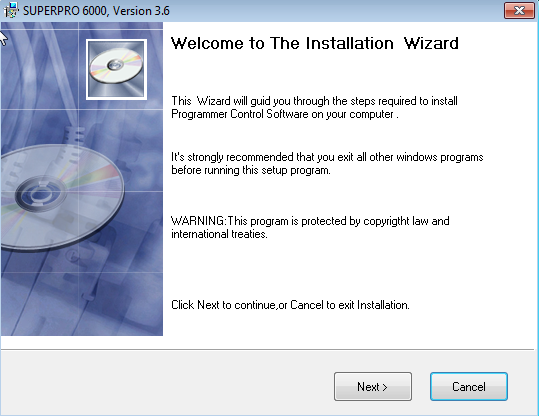 SUPERPRO 6000, Version 3.6
Welcome to The Installation Wizard
This Wizard will guid you through the steps required to install
Programmer Control Software on your computer .
It's strongly recommended that you exit all other windows programs
before running this setup program.
WARNING:This program is protected by copyrigtht law and
international treaties.
Click Next to continue,or Cancel to exit Installation.
Next >
Cancel